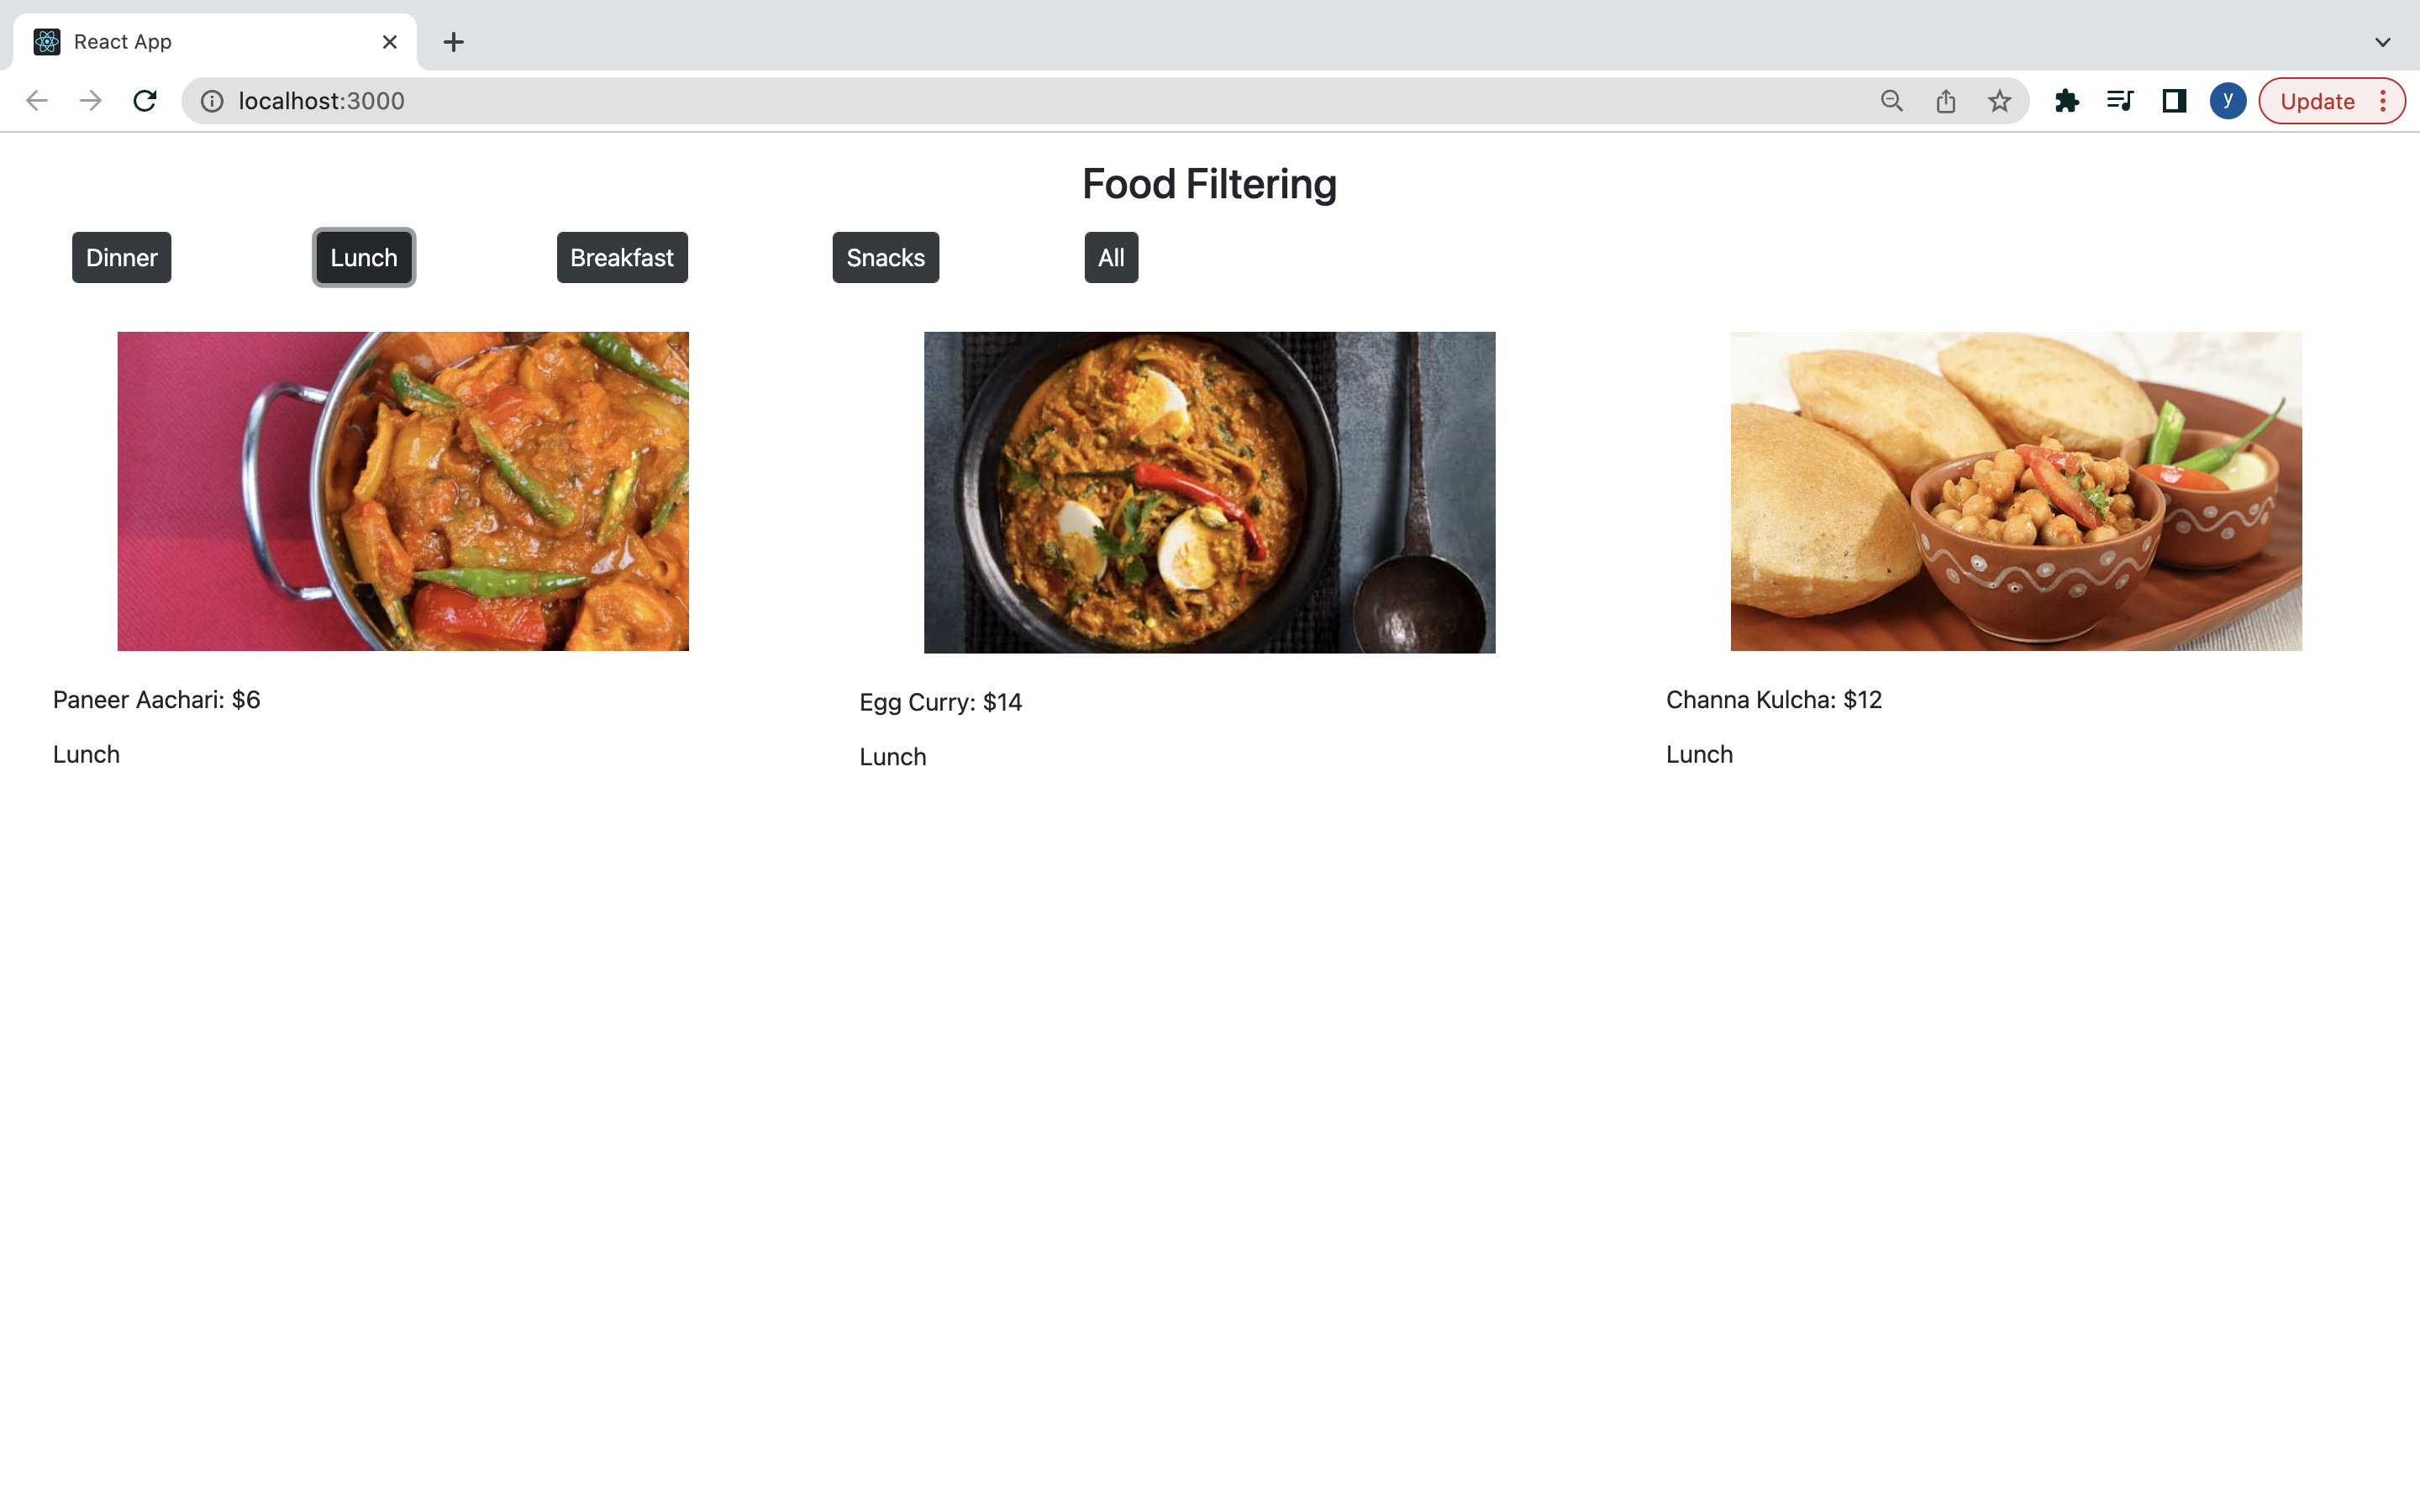 React App
localhost:3000
y
Update
Food Filtering
Dinner
Lunch
Breakfast
Snacks
All
Paneer Aachari: $6
Lunch
Egg Curry: $14
Lunch
Channa Kulcha: $12
Lunch